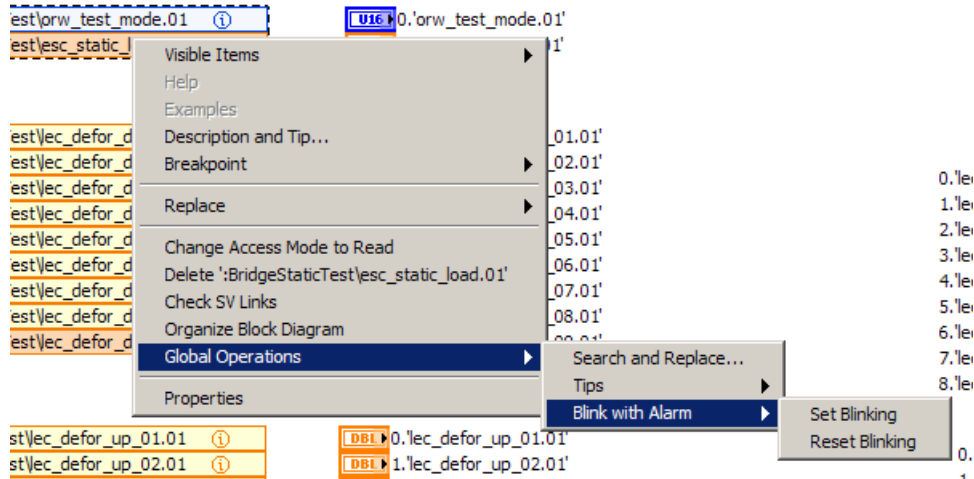 est\orw_test_mode.01
U16 0.'orw_test_mode.01'
est\esc_static_l
1'
Visible Items
Help
Examples
Description and Tip...
Breakpoint
Replace
Change Access Mode to Read
Delete ':BridgeStaticTest\esc_static_load.01'
Check SV Links
Organize Block Diagram
Global Operations
Properties
Search and Replace...
Tips
Blink with Alarm
Set Blinking
Reset Blinking
est\lec_defor_d
est\lec_defor_d
est\lec_defor_d
est\lec_defor_d
est\lec_defor_d
est\lec_defor_d
est\lec_defor_d
est\lec_defor_d
est\lec_defor_d
_01.01'
_02.01'
_03.01'
_04.01'
_05.01'
_06.01'
_07.01'
_08.01'
0.'lec
1.'lec
2.'lec
3.'lec
4.'lec
5.'lec
6.'lec
7.'lec
8.'lec
st\lec_defor_up_01.01
DBL 0.'lec_defor_up_01.01'
st\lec_defor_up_02.01
DBL 1.'lec_defor_up_02.01'
0.